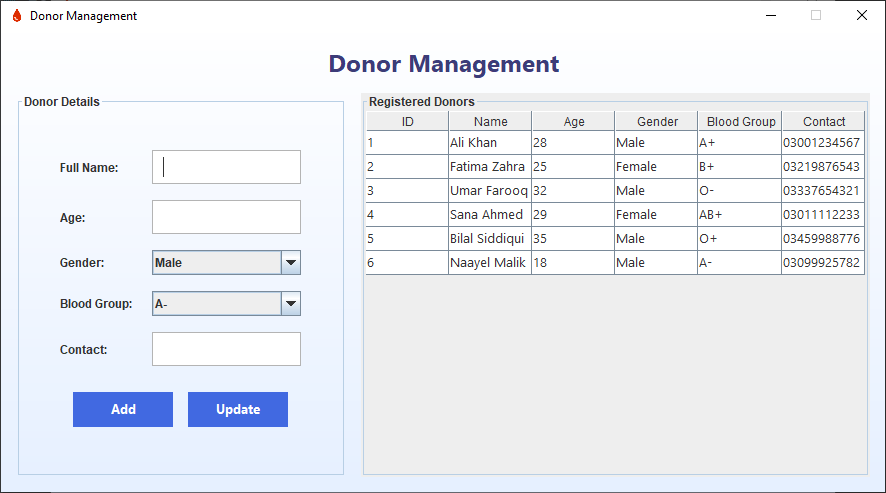 Donor Management
Donor Management
Donor Details
Full Name:
Age:
Gender: Male
Blood Group: A-
Contact:
Add Update
Registered Donors
ID Name Age Gender Blood Group Contact
1 Ali Khan 28 Male A+ 03001234567
2 Fatima Zahra 25 Female B+ 03219876543
3 Umar Farooq 32 Male O- 03337654321
4 Sana Ahmed 29 Female AB+ 03011112233
5 Bilal Siddiqui 35 Male O+ 03459988776
6 Naayel Malik 18 Male A- 03099925782